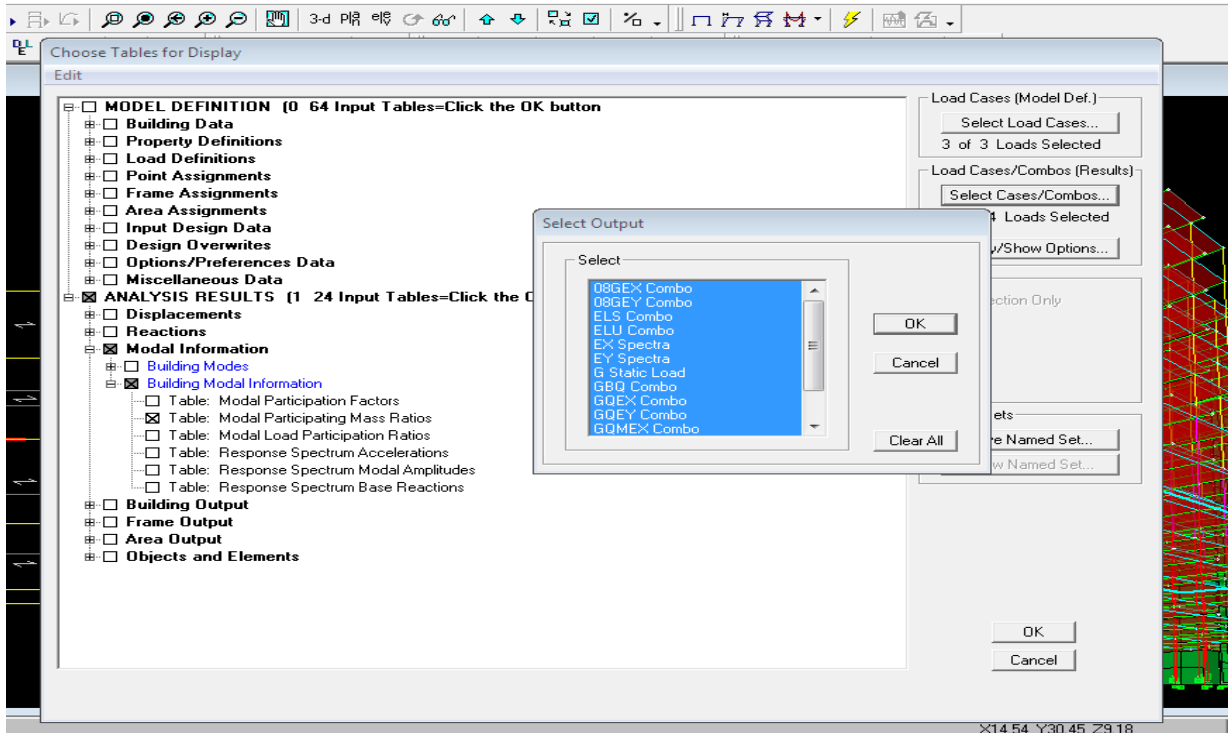 3-d
Choose Tables for Display
Edit
MODEL DEFINITION (0 64 Input Tables=Click the OK button
Building Data
Property Definitions
Load Definitions
Point Assignments
Frame Assignments
Area Assignments
Input Design Data
Design Overwrites
Options/Preferences Data
Miscellaneous Data
ANALYSIS RESULTS (1 24 Input Tables=Click the
Displacements
Reactions
Modal Information
Building Modes
Building Modal Information
Table: Modal Participation Factors
Table: Modal Participating Mass Ratios
Table: Modal Load Participation Ratios
Table: Response Spectrum Accelerations
Table: Response Spectrum Modal Amplitudes
Table: Response Spectrum Base Reactions
Building Output
Frame Output
Area Output
Objects and Elements
Select Output
Select
08GEX Combo
08GEY Combo
ELS Combo
ELU Combo
EX Spectra
EY Spectra
G Static Load
GBQ Combo
GQEX Combo
GQEY Combo
GQMEX Combo
OK
Cancel
Clear All
Load Cases (Model Def.)
Select Load Cases...
3 of 3 Loads Selected
Load Cases/Combos (Results)
Select Cases/Combos...
4 Loads Selected
y/Show Options...
ection Only
ets
e Named Set...
w Named Set...
OK
Cancel
X14.54 Y30.45 Z9.18